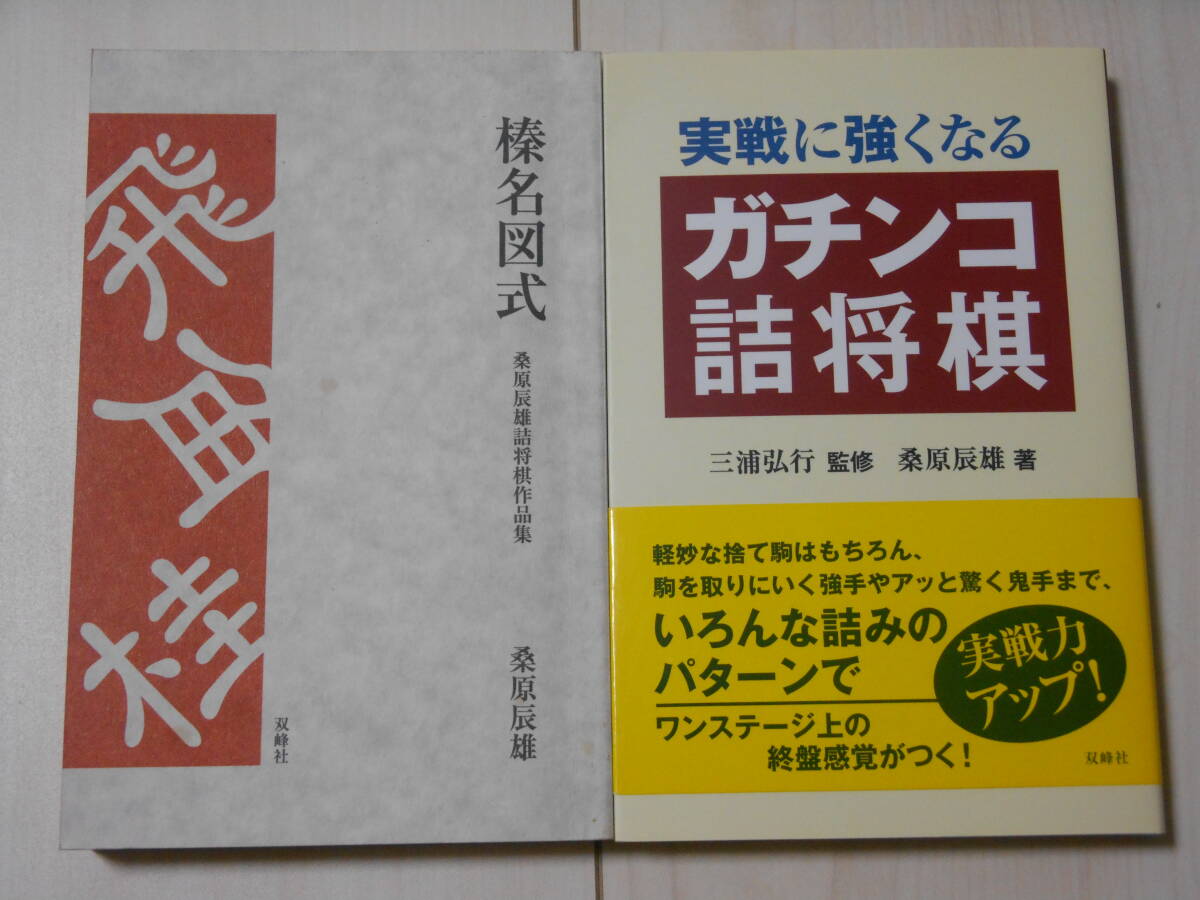 榛名図式
桑原辰雄詰将棋作品集
桑原辰雄
飛角桂
双峰社
実戦に強くなる
ガチンコ
詰将棋
三浦弘行 監修 桑原辰雄 著
軽妙な捨て駒はもちろん、
駒を取りにいく強手やアッと驚く鬼手まで、
いろんな詰みの
パターンで
ワンステージ上の
終盤感覚がつく!
実戦力
アップ!
双峰社